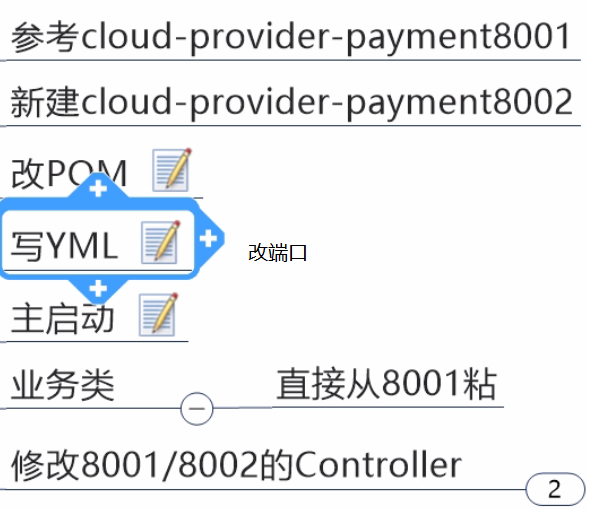 参考cloud-provider-payment8001
新建cloud-provider-payment8002
改POM
写YML
改端口
主启动
业务类
直接从8001粘
修改8001/8002的Controller
2